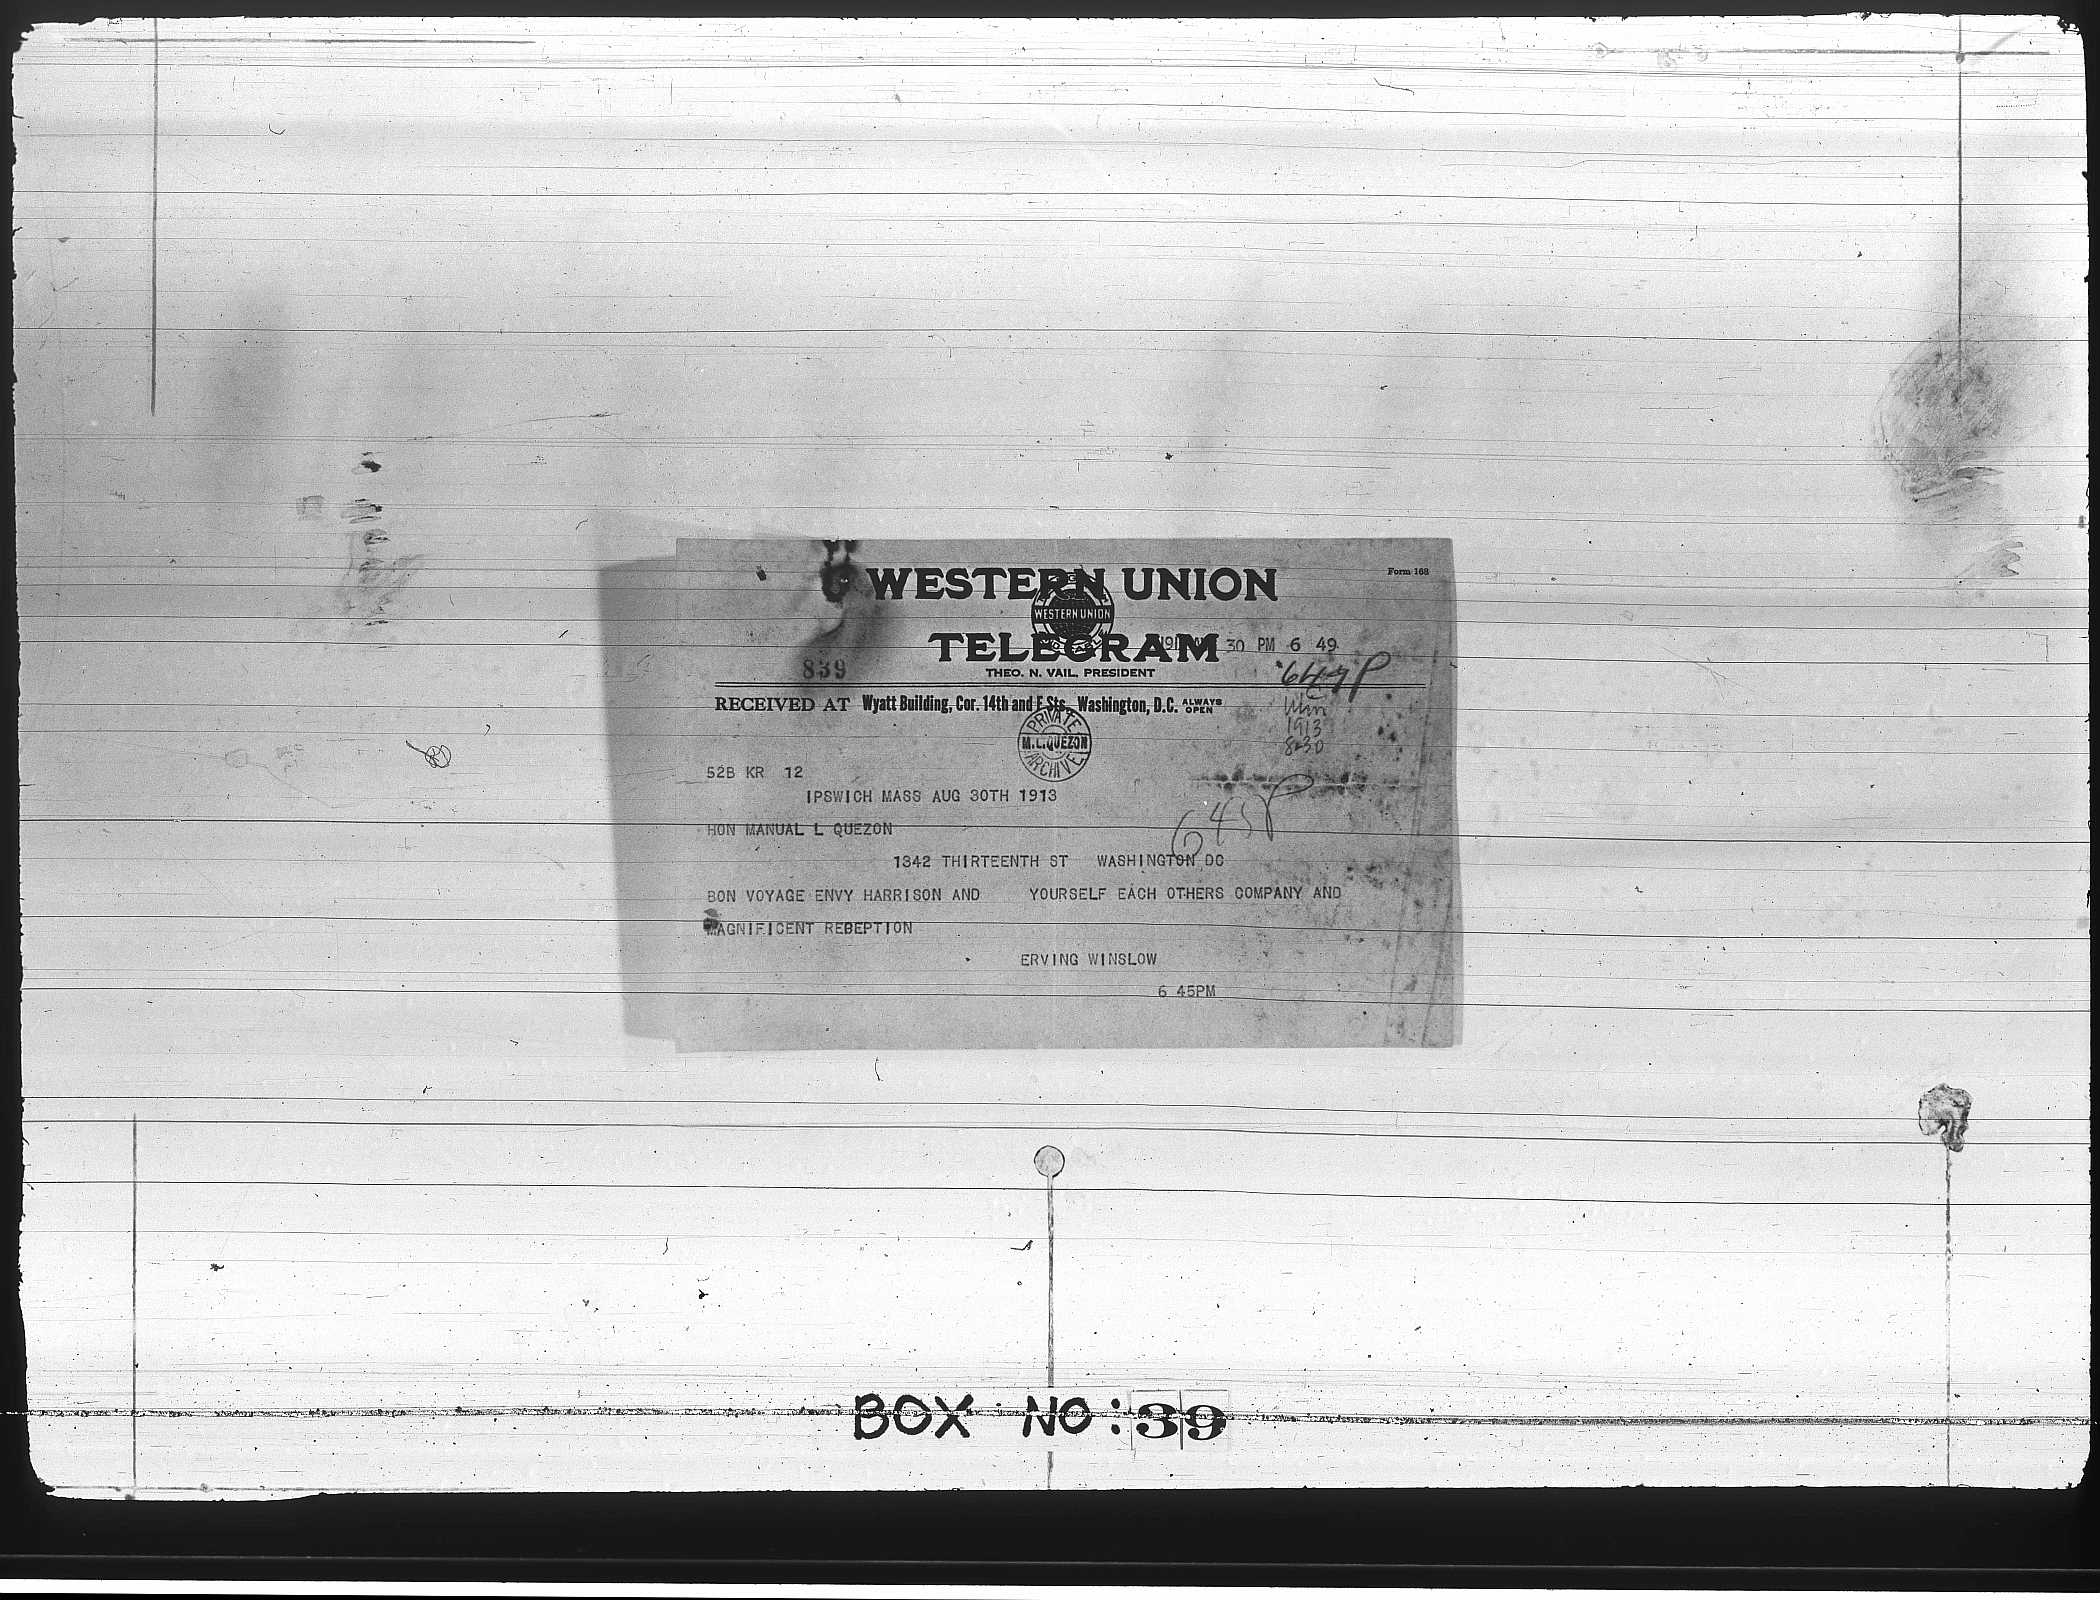 Form 168
WESTERN UNION
WESTERN UNION
TELEGRAM
30 PM 6 49
839
THEO. N. VAIL, PRESIDENT
649P
RECEIVED AT Wyatt Building, Cor. 14th and F Sts., Washington, D.C. ALWAYS OPEN
1913
8-30
PRIVATE
M.L.QUEZON
ARCHIVE
52B KR 12
IPSWICH MASS AUG 30TH 1913
645P
HON MANUAL L QUEZON
1342 THIRTEENTH ST WASHINGTON DC
BON VOYAGE ENVY HARRISON AND YOURSELF EACH OTHERS COMPANY AND
MAGNIFICENT REBEPTION
ERVING WINSLOW
6 45PM
BOX NO: 39